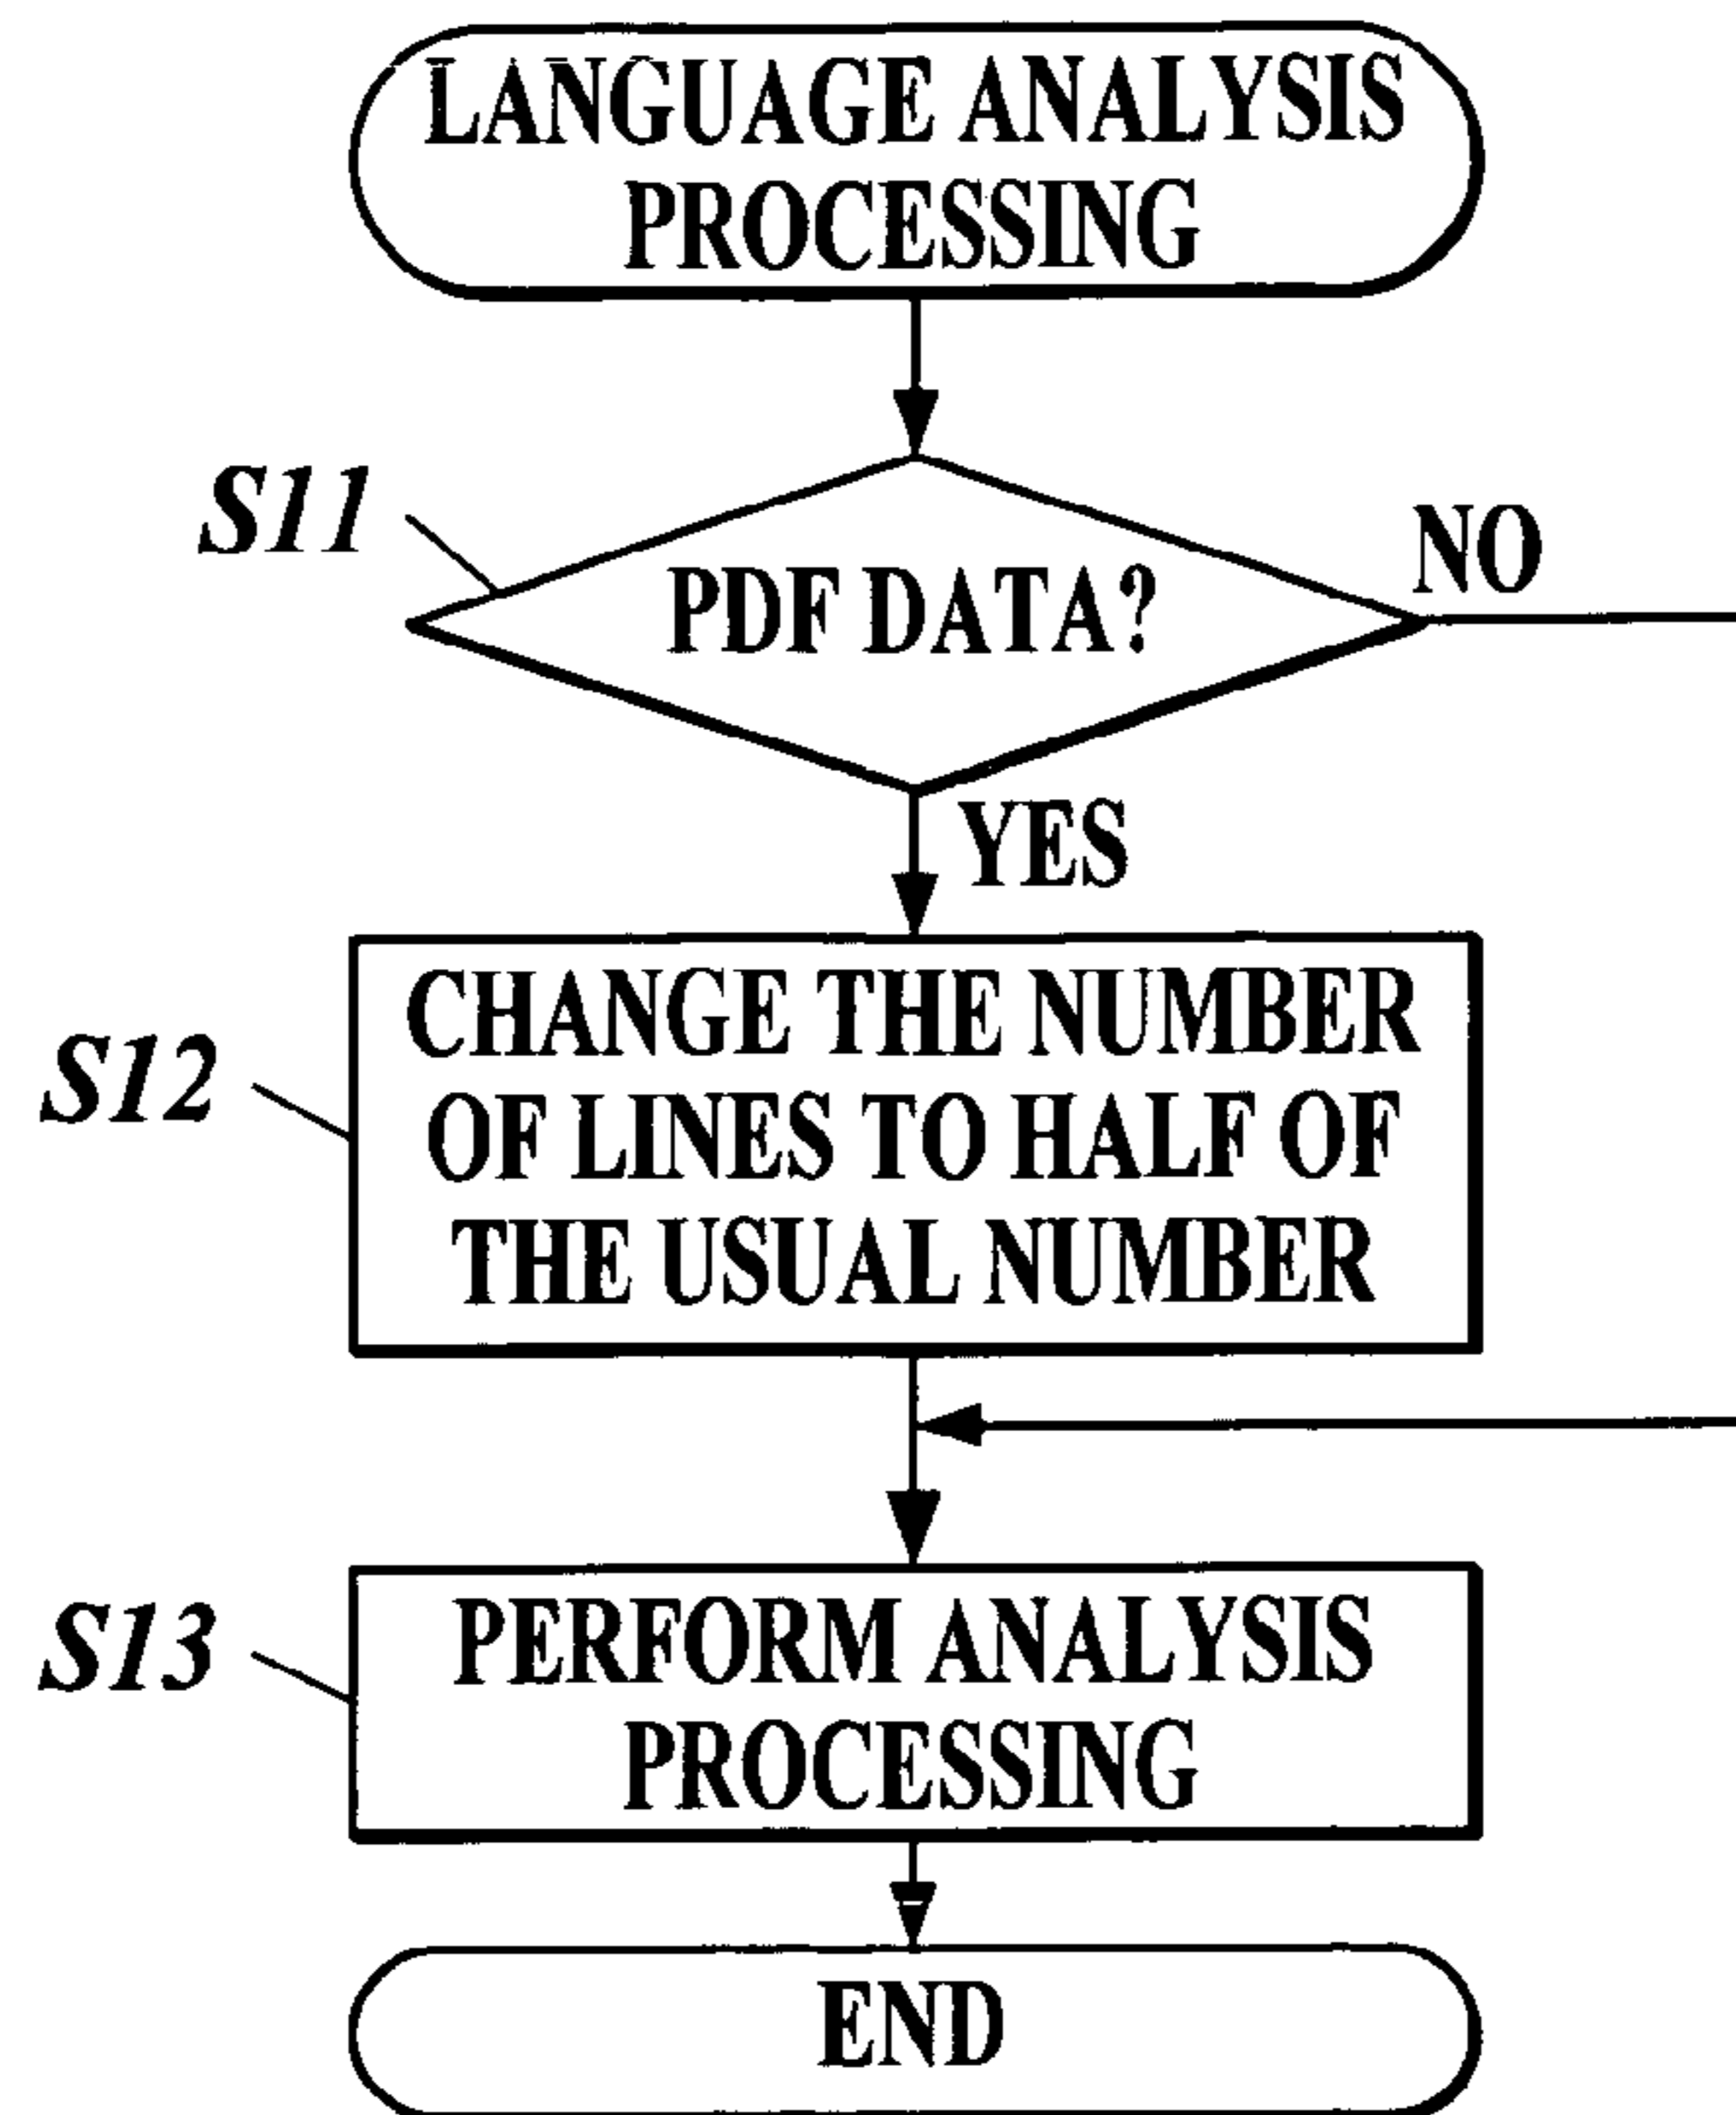 LANGUAGE ANALYSIS
PROCESSING
S11
PDF DATA?
NO
YES
S12
CHANGE THE NUMBER
OF LINES TO HALF OF
THE USUAL NUMBER
S13
PERFORM ANALYSIS
PROCESSING
END